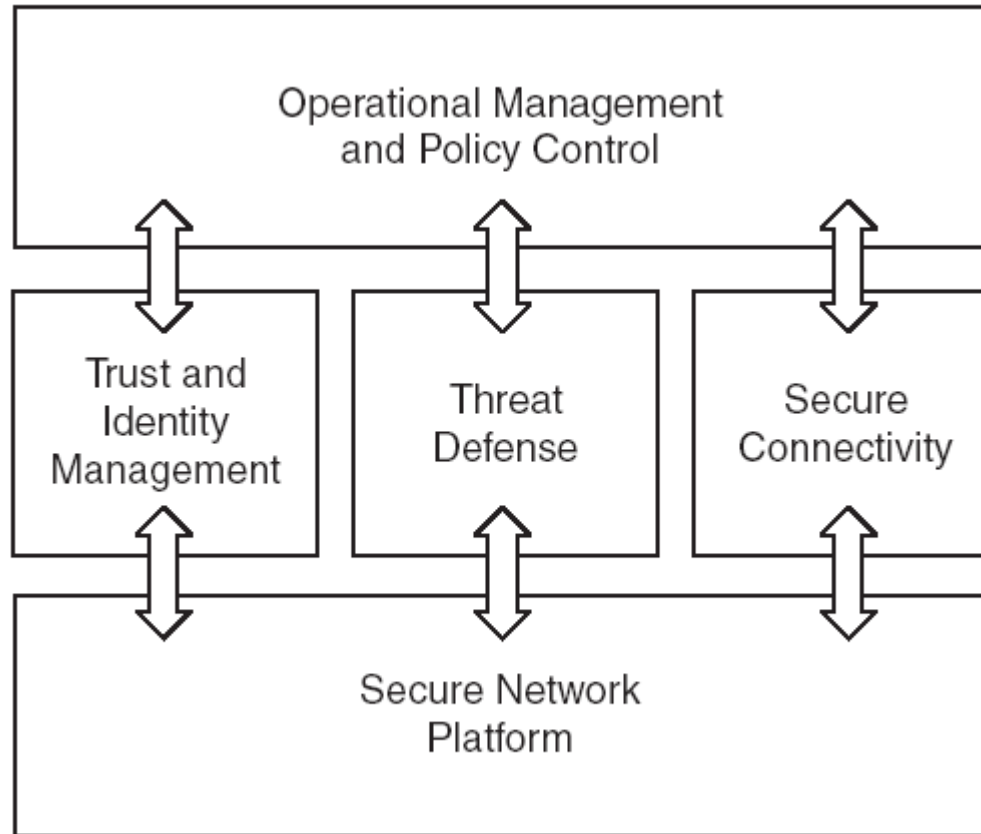 Operational Management
and Policy Control
Trust and
Identity
Management
Threat
Defense
Secure
Connectivity
Secure Network
Platform